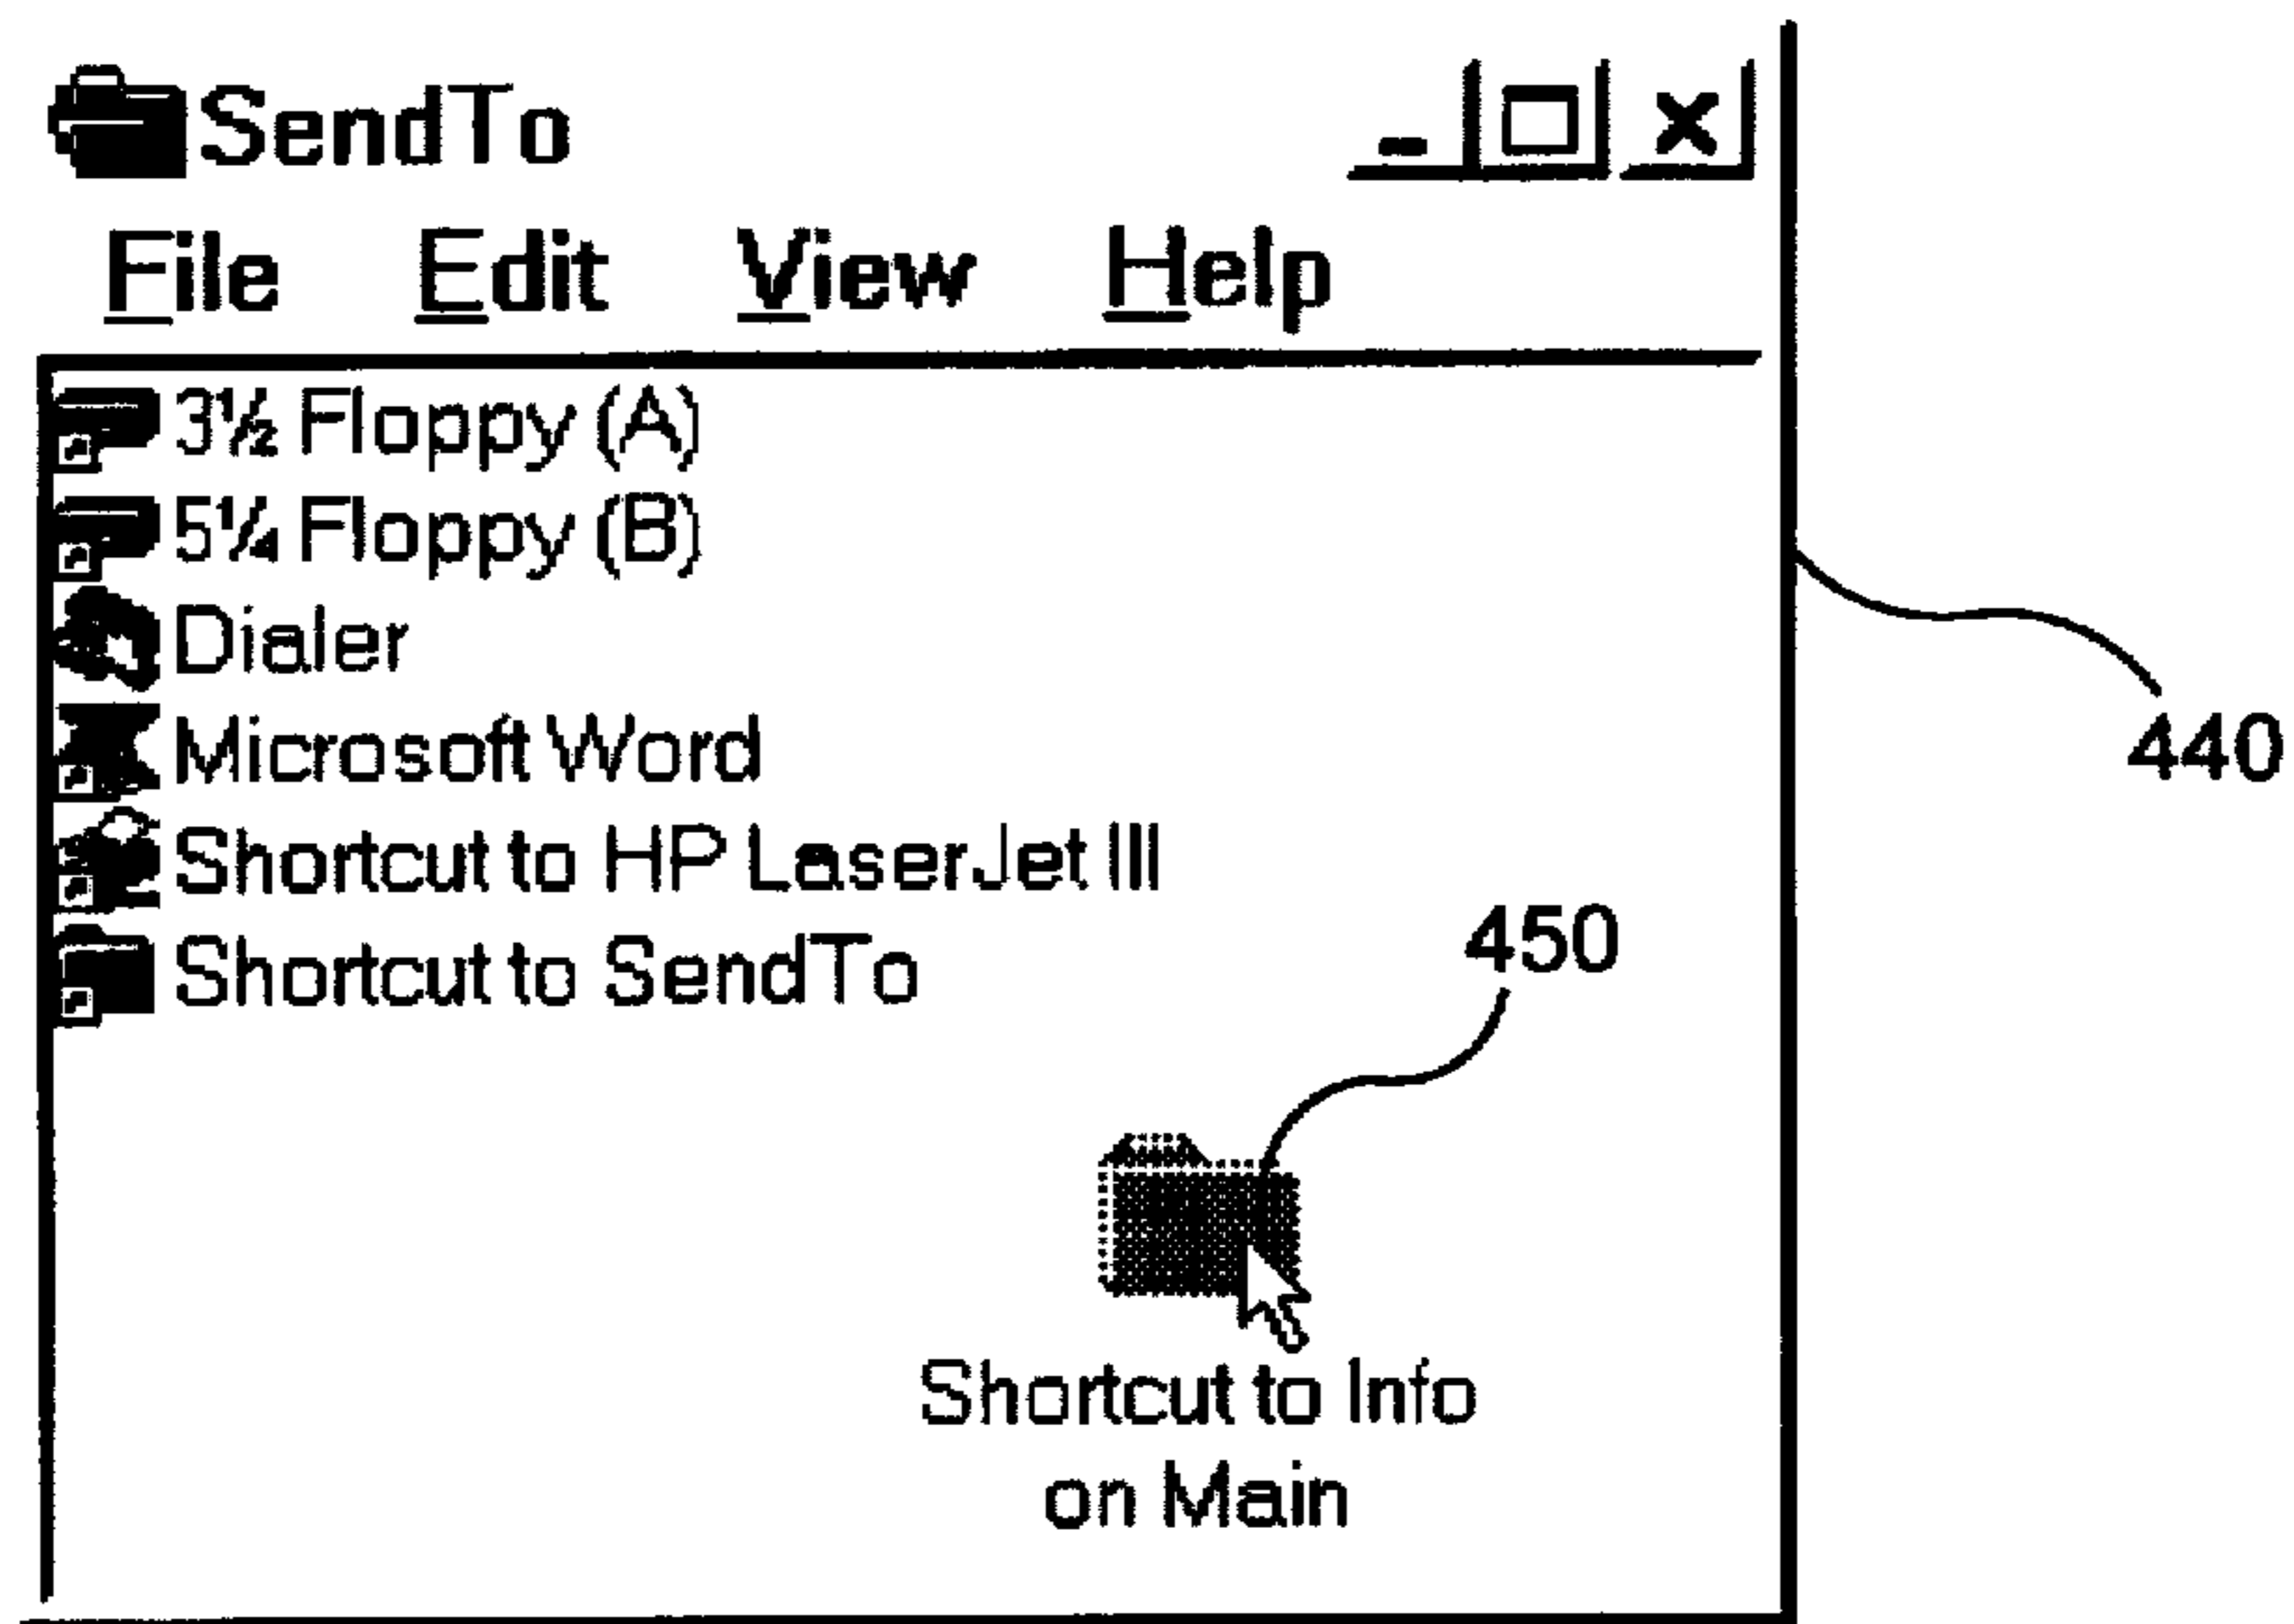 SendTo
File Edit View Help
3½ Floppy (A)
5¼ Floppy (B)
Dialer
Microsoft Word
Shortcut to HP LaserJet III
Shortcut to SendTo
440
450
Shortcut to Info
on Main